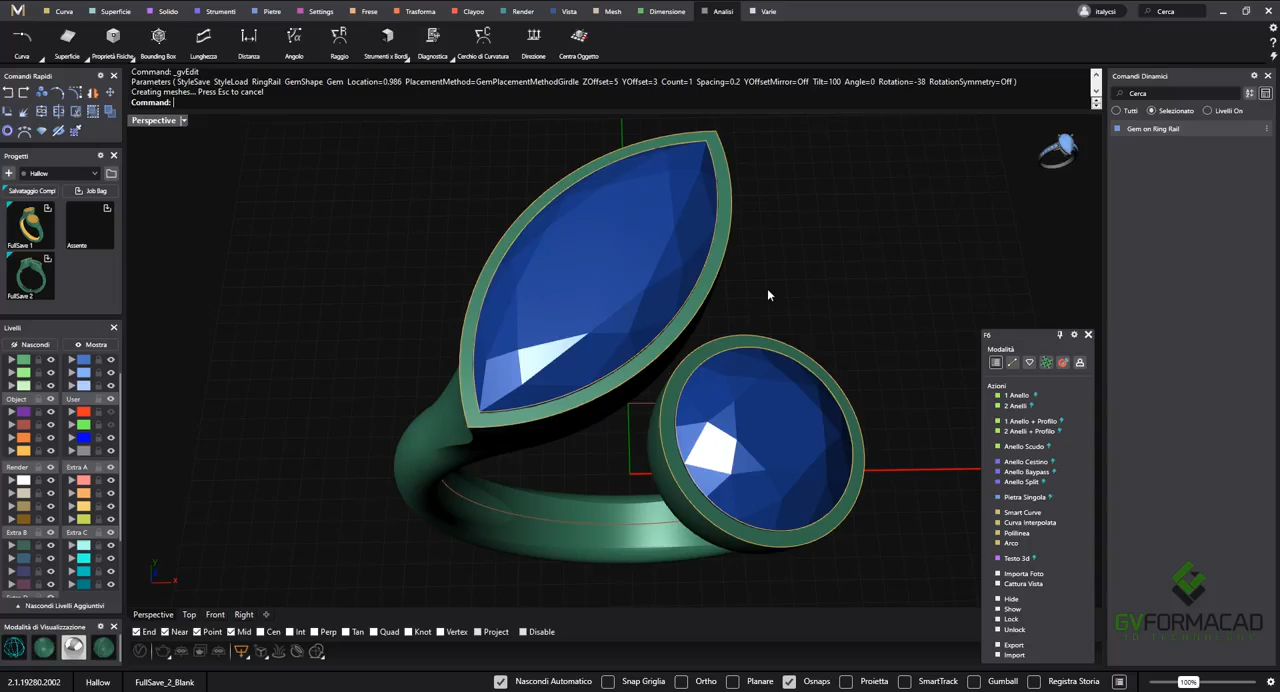 M Curva Superficie Solido Strumenti Pietre Settings Frese Trasforma Clayoo Render Vista Mesh Dimensione Analisi Varie italycsi Cerca
Curva Superficie Proprietà Fisiche Bounding Box Lunghezza Distanza Angolo Raggio Strumenti x Bordi Diagnostica Cerchio di Curvatura Direzione Centra Oggetto
Comandi Rapidi
Command: _gvEdit
Parameters ( StyleSave StyleLoad RingRail GemShape Gem Location=0.986 PlacementMethod=GemPlacementMethodGirdle ZOffset=5 YOffset=3 Count=1 Spacing=0.2 YOffsetMirror=Off Tilt=100 Angle=0 Rotation=-38 RotationSymmetry=Off )
Creating meshes... Press Esc to cancel
Command:
Perspective
Comandi Dinamici
Cerca
Tutti Selezionato Livelli On
Gem on Ring Rail
Progetti
Hallow
Salvataggio Compl Job Bag
FullSave 1 Assente
FullSave 2
Livelli
Nascondi Mostra
Object User
Render Extra A
Extra B Extra C
Nascondi Livelli Aggiuntivi
Modalità di Visualizzazione
F6
Modalità
Azioni
1 Anello
2 Anelli
1 Anello + Profilo
2 Anelli + Profilo
Anello Scudo
Anello Cestino
Anello Baypass
Anello Split
Pietra Singola
Smart Curve
Curva Interpolata
Polilinea
Arco
Testo 3d
Importa Foto
Cattura Vista
Hide
Show
Lock
Unlock
Export
Import
GVFORMACAD
3D TECHNOLOGY
z
y
x
Perspective Top Front Right
End Near Point Mid Cen Int Perp Tan Quad Knot Vertex Project Disable
2.1.19280.2002 Hallow FullSave_2_Blank Nascondi Automatico Snap Griglia Ortho Planare Osnaps Proietta SmartTrack Gumball Registra Storia 100%